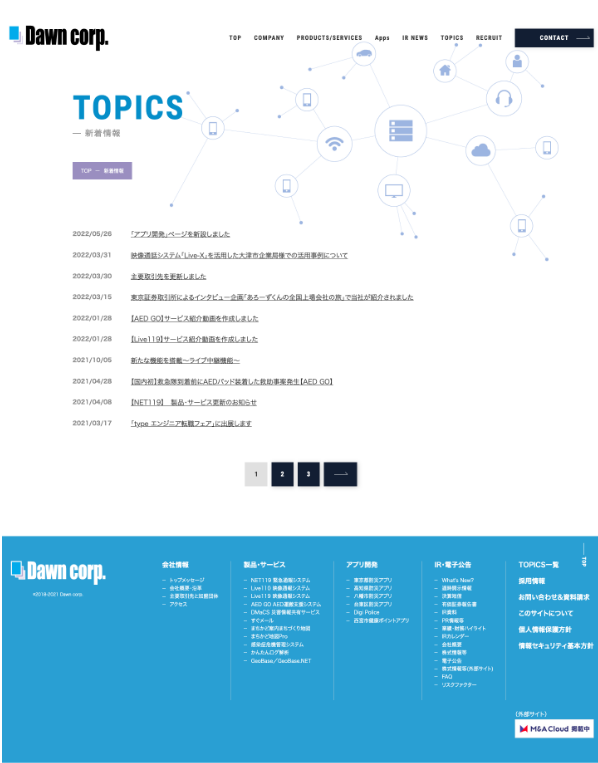 Dawn corp.
TOP COMPANY PRODUCTS/SERVICES Apps IR NEWS TOPICS RECRUIT CONTACT
TOPICS
— 新着情報
TOP — 新着情報
2022/05/26 「アプリ開発」ページを新設しました
2022/03/31 映像通話システム「Live-X」を活用した大津市企業局様での活用事例について
2022/03/30 主要取引先を更新しました
2022/03/15 東京証券取引所によるインタビュー企画「あろーずくんの全国上場会社の旅」で当社が紹介されました
2022/01/28 【AED GO】サービス紹介動画を作成しました
2022/01/28 【Live119】サービス紹介動画を作成しました
2021/10/05 新たな機能を搭載～ライブ中継機能～
2021/04/28 【国内初】救急隊到着前にAEDパッド装着した救助事案発生【AED GO】
2021/04/08 【NET119】 製品・サービス更新のお知らせ
2021/03/17 「type エンジニア転職フェア」に出展します
1 2 3
Dawn corp.
©2018-2021 Dawn corp.
会社情報
— トップメッセージ
— 会社概要・沿革
— 主要取引先と加盟団体
— アクセス
製品・サービス
— NET119 緊急通報システム
— Live119 映像通報システム
— Live110 映像通報システム
— AED GO AED運搬支援システム
— DMaCS 災害情報共有サービス
— すぐメール
— まちかど案内まちづくり地図
— まちかど地図Pro
— 感染症危機管理システム
— かんたんログ解析
— GeoBase／GeoBase.NET
アプリ開発
— 東京都防災アプリ
— 高知県防災アプリ
— 八幡市防災アプリ
— 台東区防災アプリ
— Digi Police
— 西宮市健康ポイントアプリ
IR・電子公告
— What's New?
— 適時開示情報
— 決算短信
— 有価証券報告書
— IR資料
— PR情報等
— 業績・財務ハイライト
— IRカレンダー
— 会社概要
— 株式情報等
— 電子公告
— 株式情報等(外部サイト)
— FAQ
— リスクファクター
TOPICS一覧
採用情報
お問い合わせ&資料請求
このサイトについて
個人情報保護方針
情報セキュリティ基本方針
TOP
(外部サイト)
M&A Cloud 掲載中